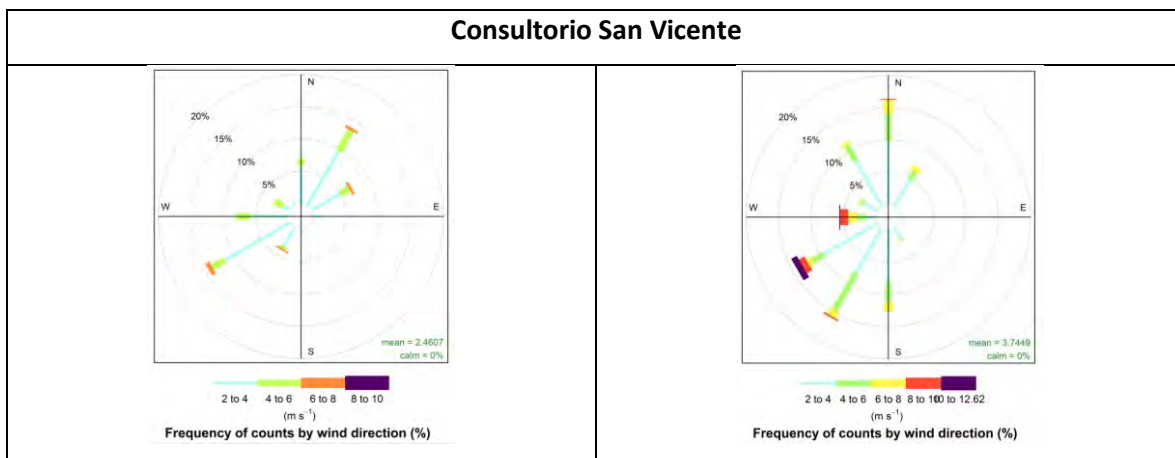 Consultorio San Vicente
N
20%
15%
10%
5%
W
E
S
mean = 2.4607
calm = 0%
2 to 4 4 to 6 6 to 8 8 to 10
(m s⁻¹)
Frequency of counts by wind direction (%)
N
20%
15%
10%
5%
W
E
S
mean = 3.7449
calm = 0%
2 to 4 4 to 6 6 to 8 8 to 10 10 to 12.62
(m s⁻¹)
Frequency of counts by wind direction (%)